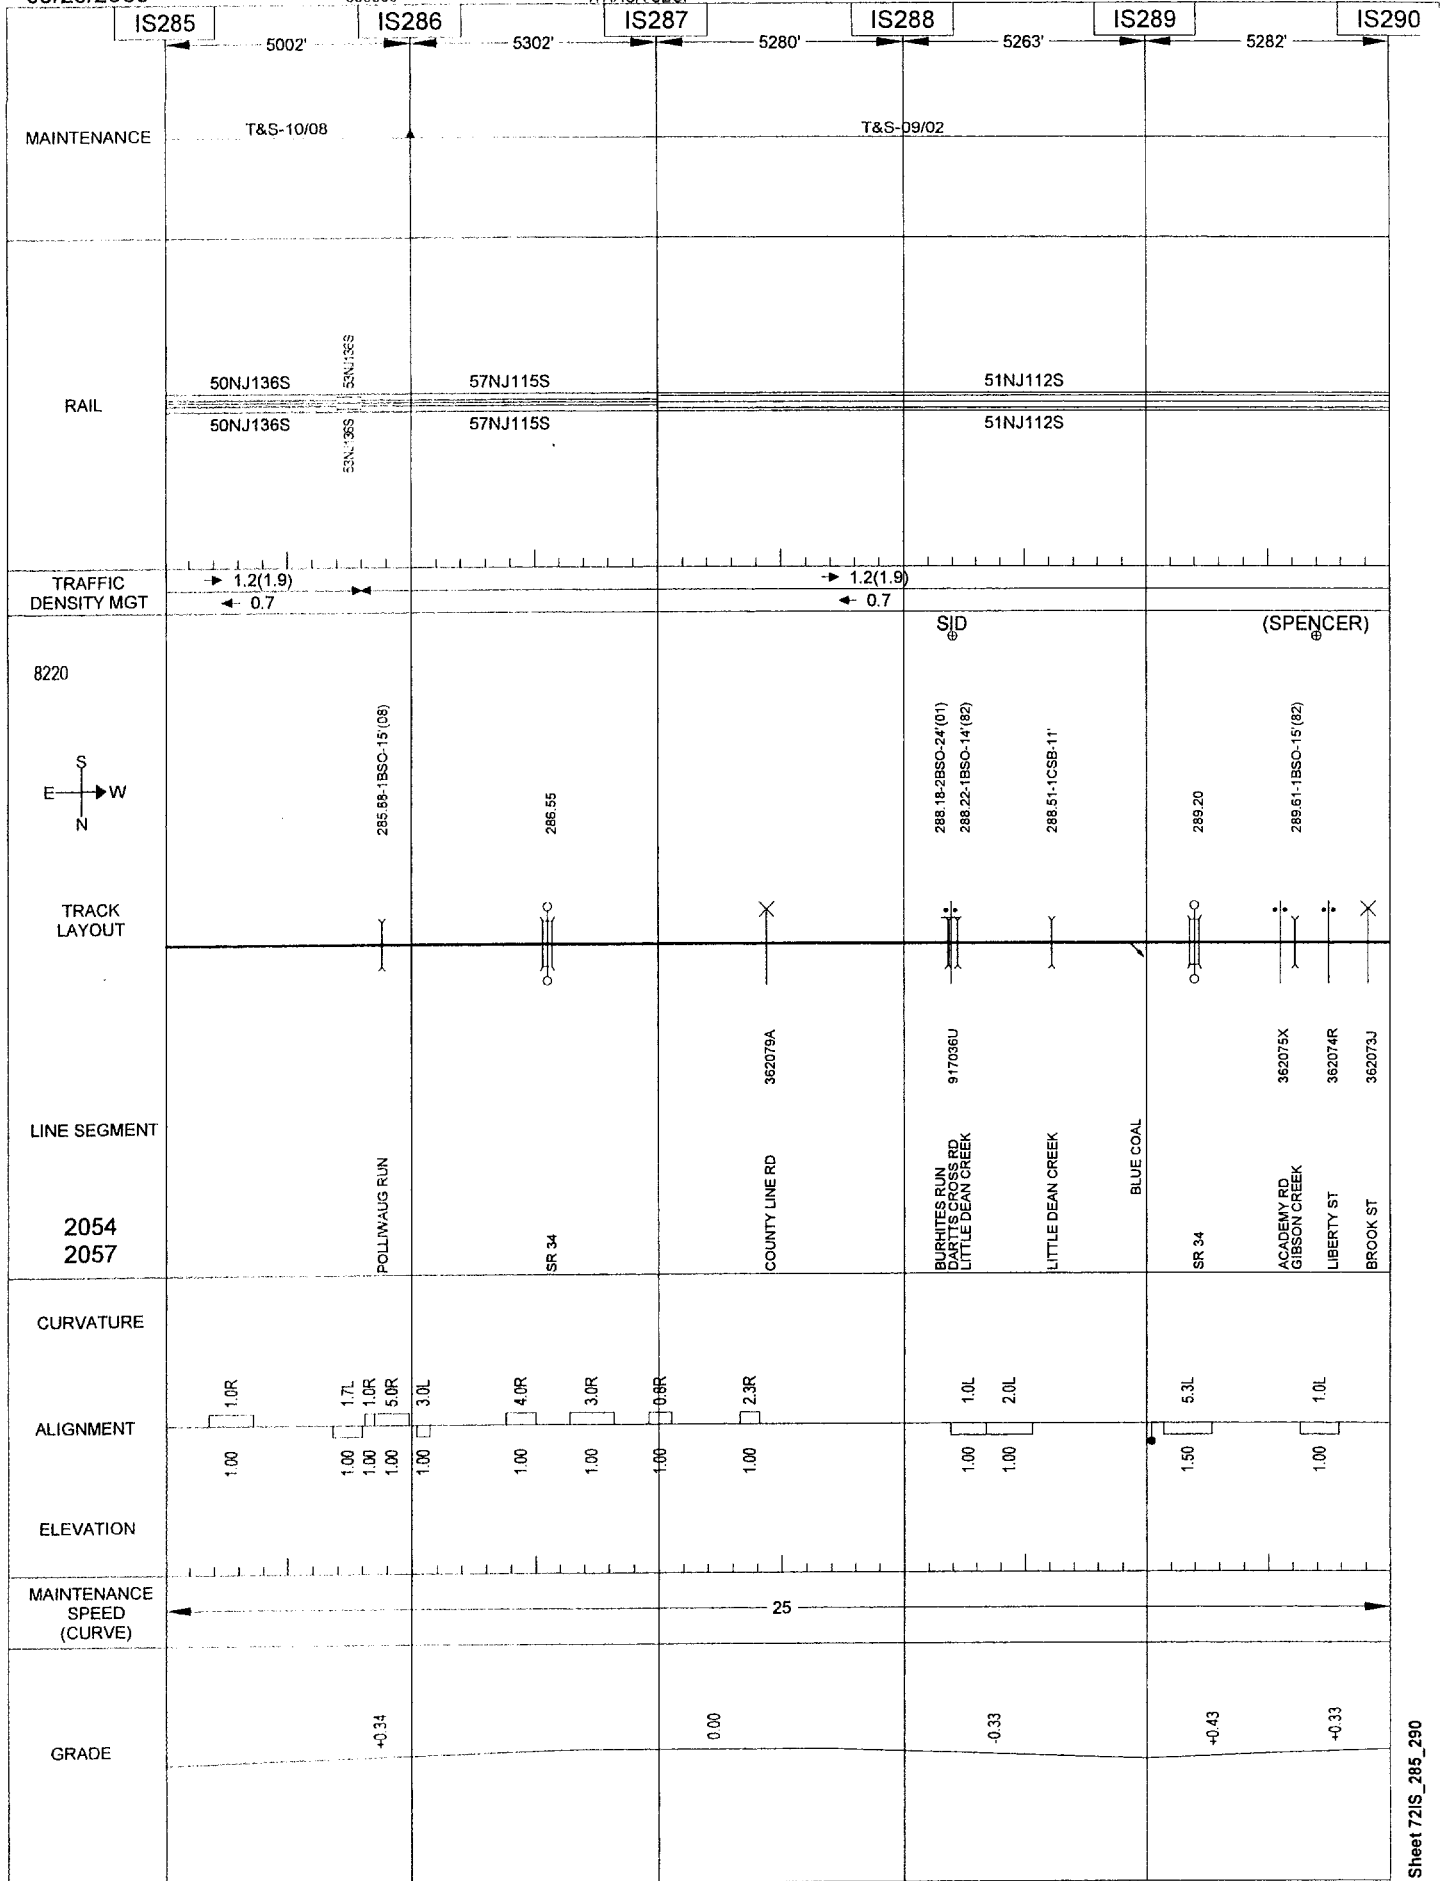 IS285
IS286
IS287
IS288
IS289
IS290
5002'
5302'
5280'
5263'
5282'
MAINTENANCE
T&S-10/08
T&S-09/02
RAIL
50NJ136S
53NJ136S
57NJ115S
51NJ112S
50NJ136S
53NJ136S
57NJ115S
51NJ112S
TRAFFIC
DENSITY MGT
1.2(1.9)
0.7
1.2(1.9)
0.7
SID
(SPENCER)
8220
S
E
W
N
285.88-1BSO-15'(08)
286.55
288.18-2BSO-24'(01)
288.22-1BSO-14'(82)
288.51-1CSB-11'
289.20
289.61-1BSO-15'(82)
TRACK
LAYOUT
362079A
917036U
362075X
362074R
362073J
LINE SEGMENT
2054
2057
POLLIWAUG RUN
SR 34
COUNTY LINE RD
BURHITES RUN
DARTTS CROSS RD
LITTLE DEAN CREEK
LITTLE DEAN CREEK
BLUE COAL
SR 34
ACADEMY RD
GIBSON CREEK
LIBERTY ST
BROOK ST
CURVATURE
1.0R
1.7L
1.0R
5.0R
3.0L
4.0R
3.0R
0.8R
2.3R
1.0L
2.0L
5.3L
1.0L
ALIGNMENT
1.00
1.00
1.00
1.00
1.00
1.00
1.00
1.00
1.00
1.00
1.00
1.50
1.00
ELEVATION
MAINTENANCE
SPEED
(CURVE)
25
GRADE
+0.34
0.00
-0.33
+0.43
+0.33
Sheet 72IS_285_290